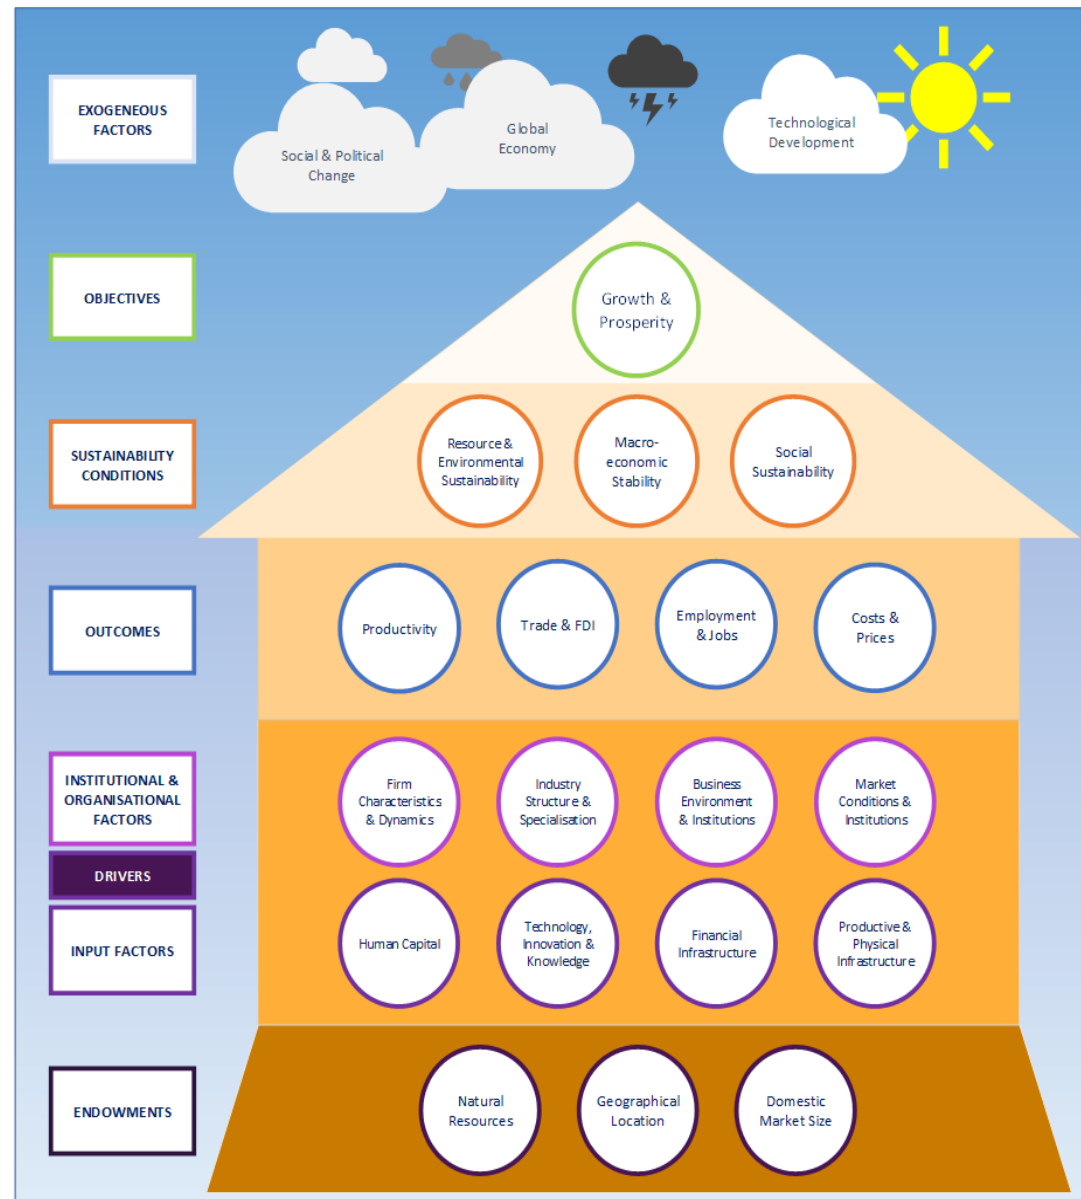 EXOGENEOUS
FACTORS
Social & Political
Change
Global
Economy
Technological
Development
OBJECTIVES
Growth &
Prosperity
SUSTAINABILITY
CONDITIONS
Resource &
Environmental
Sustainability
Macro-
economic
Stability
Social
Sustainability
OUTCOMES
Productivity
Trade & FDI
Employment
& Jobs
Costs &
Prices
INSTITUTIONAL &
ORGANISATIONAL
FACTORS
Firm
Characteristics
& Dynamics
Industry
Structure &
Specialisation
Business
Environment
& Institutions
Market
Conditions &
Institutions
DRIVERS
INPUT FACTORS
Human Capital
Technology,
Innovation &
Knowledge
Financial
Infrastructure
Productive &
Physical
Infrastructure
ENDOWMENTS
Natural
Resources
Geographical
Location
Domestic
Market Size